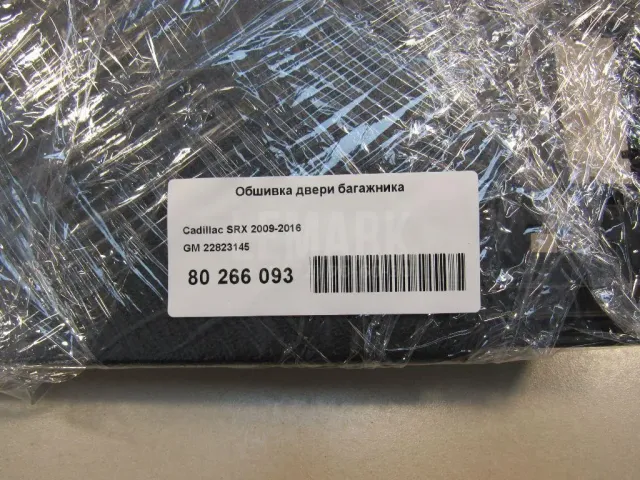 Обшивка двери багажника
Cadillac SRX 2009-2016
GM 22823145
80 266 093